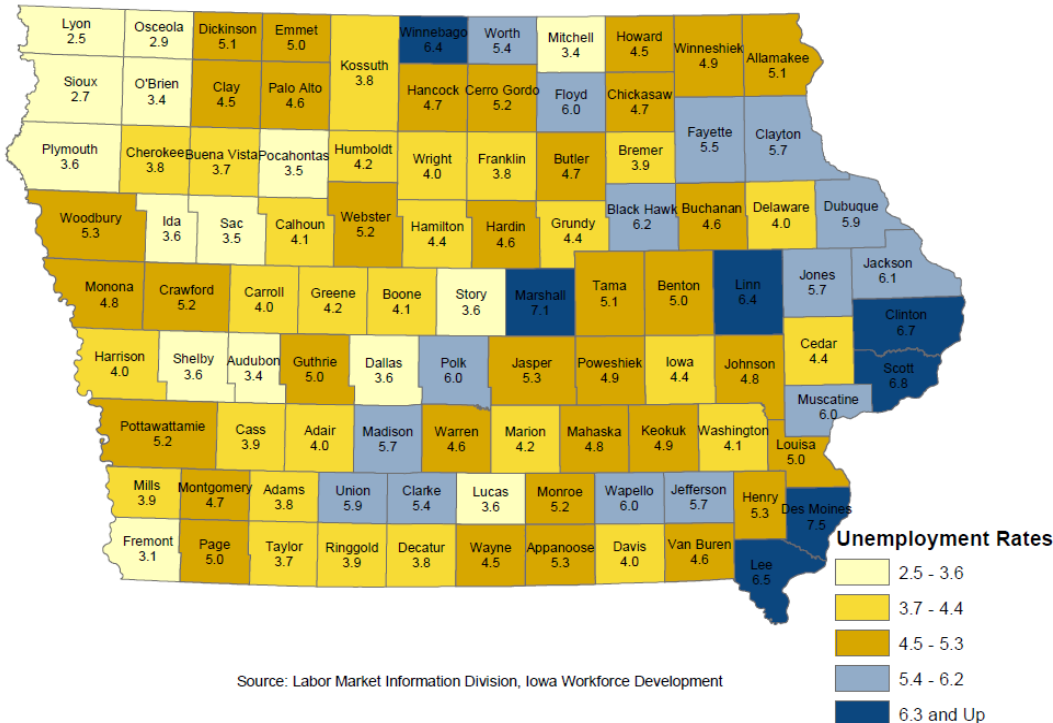 Lyon
2.5
Osceola
2.9
Dickinson
5.1
Emmet
5.0
Kossuth
3.8
Winnebago
6.4
Worth
5.4
Mitchell
3.4
Howard
4.5
Winneshiek
4.9
Allamakee
5.1
Sioux
2.7
O'Brien
3.4
Clay
4.5
Palo Alto
4.6
Hancock
4.7
Cerro Gordo
5.2
Floyd
6.0
Chickasaw
4.7
Fayette
5.5
Clayton
5.7
Plymouth
3.6
Cherokee
3.8
Buena Vista
3.7
Pocahontas
3.5
Humboldt
4.2
Wright
4.0
Franklin
3.8
Butler
4.7
Bremer
3.9
Woodbury
5.3
Ida
3.6
Sac
3.5
Calhoun
4.1
Webster
5.2
Hamilton
4.4
Hardin
4.6
Grundy
4.4
Black Hawk
6.2
Buchanan
4.6
Delaware
4.0
Dubuque
5.9
Monona
4.8
Crawford
5.2
Carroll
4.0
Greene
4.2
Boone
4.1
Story
3.6
Marshall
7.1
Tama
5.1
Benton
5.0
Linn
6.4
Jones
5.7
Jackson
6.1
Clinton
6.7
Harrison
4.0
Shelby
3.6
Audubon
3.4
Guthrie
5.0
Dallas
3.6
Polk
6.0
Jasper
5.3
Poweshiek
4.9
Iowa
4.4
Johnson
4.8
Cedar
4.4
Scott
6.8
Muscatine
6.0
Pottawattamie
5.2
Cass
3.9
Adair
4.0
Madison
5.7
Warren
4.6
Marion
4.2
Mahaska
4.8
Keokuk
4.9
Washington
4.1
Louisa
5.0
Mills
3.9
Montgomery
4.7
Adams
3.8
Union
5.9
Clarke
5.4
Lucas
3.6
Monroe
5.2
Wapello
6.0
Jefferson
5.7
Henry
5.3
Des Moines
7.5
Fremont
3.1
Page
5.0
Taylor
3.7
Ringgold
3.9
Decatur
3.8
Wayne
4.5
Appanoose
5.3
Davis
4.0
Van Buren
4.6
Lee
6.5
Unemployment Rates
2.5 - 3.6
3.7 - 4.4
4.5 - 5.3
5.4 - 6.2
6.3 and Up
Source: Labor Market Information Division, Iowa Workforce Development